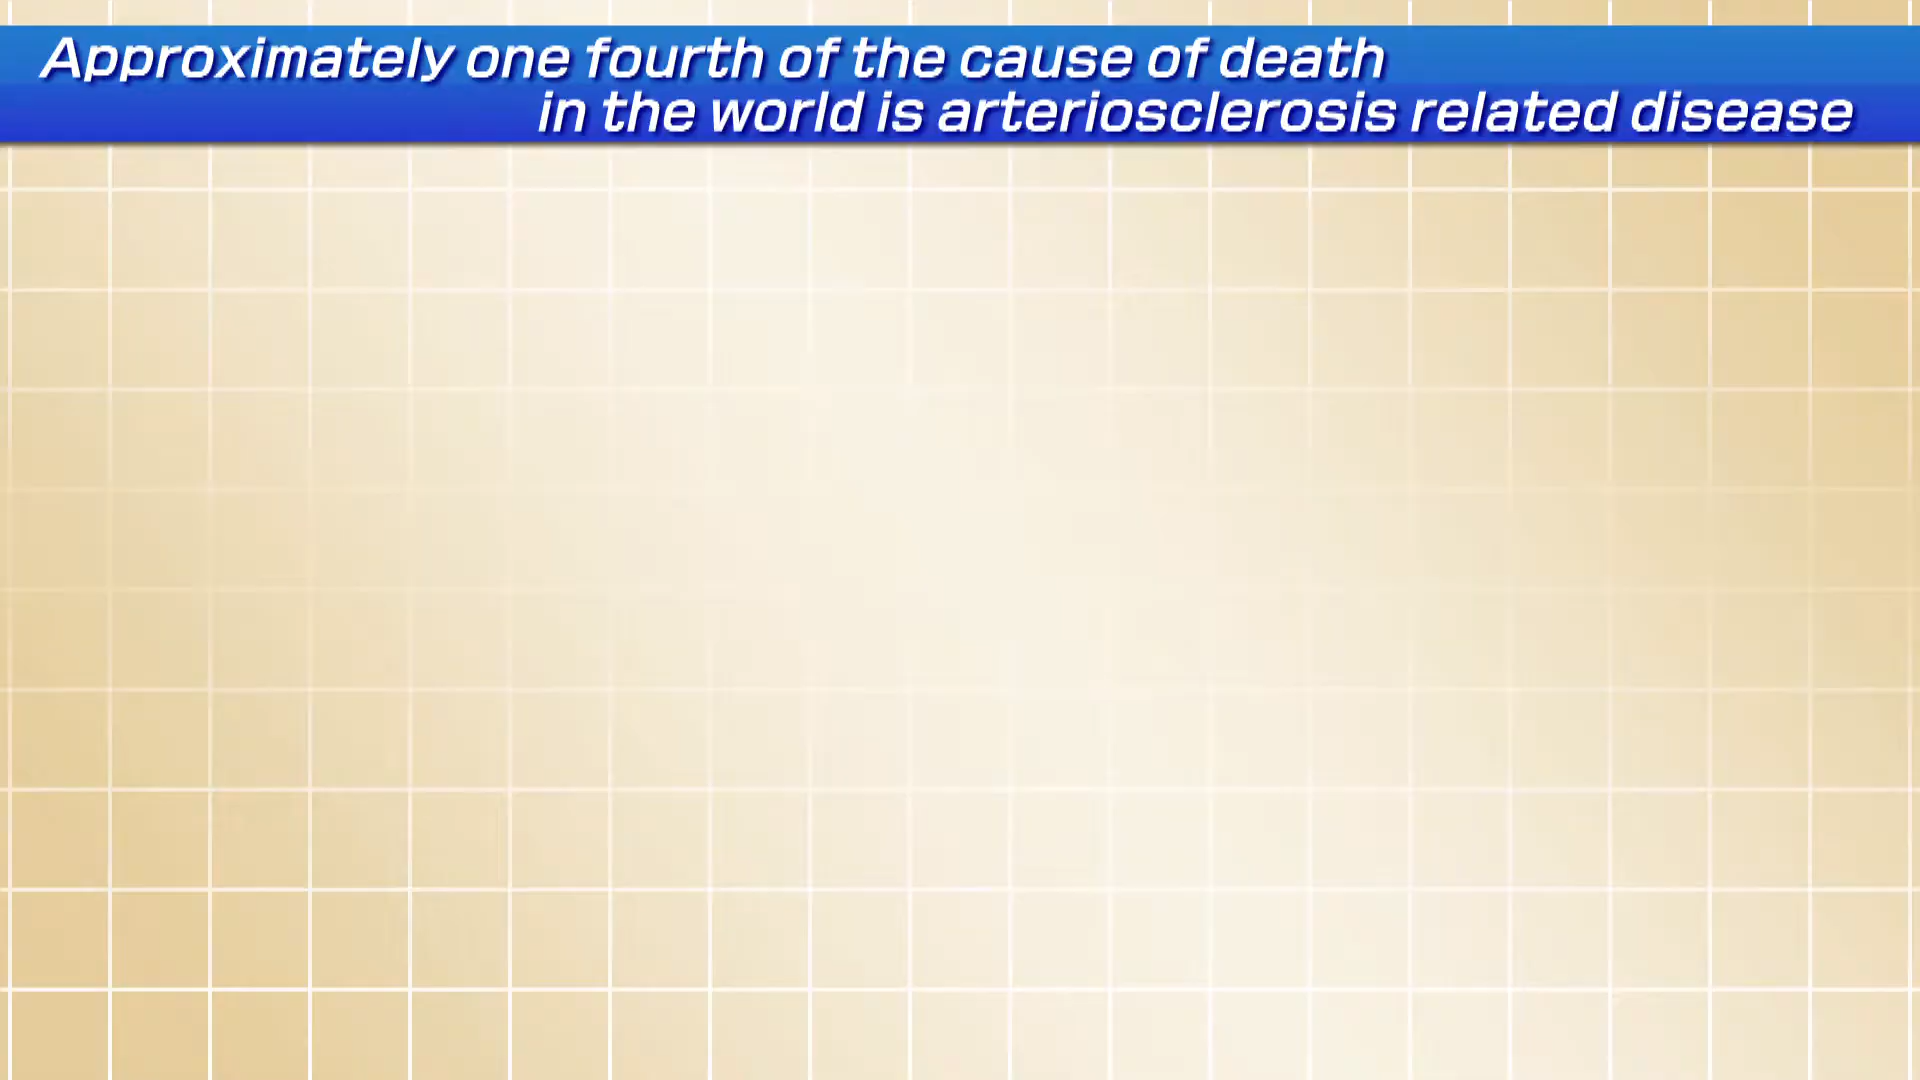 Approximately one fourth of the cause of death
in the world is arteriosclerosis related disease